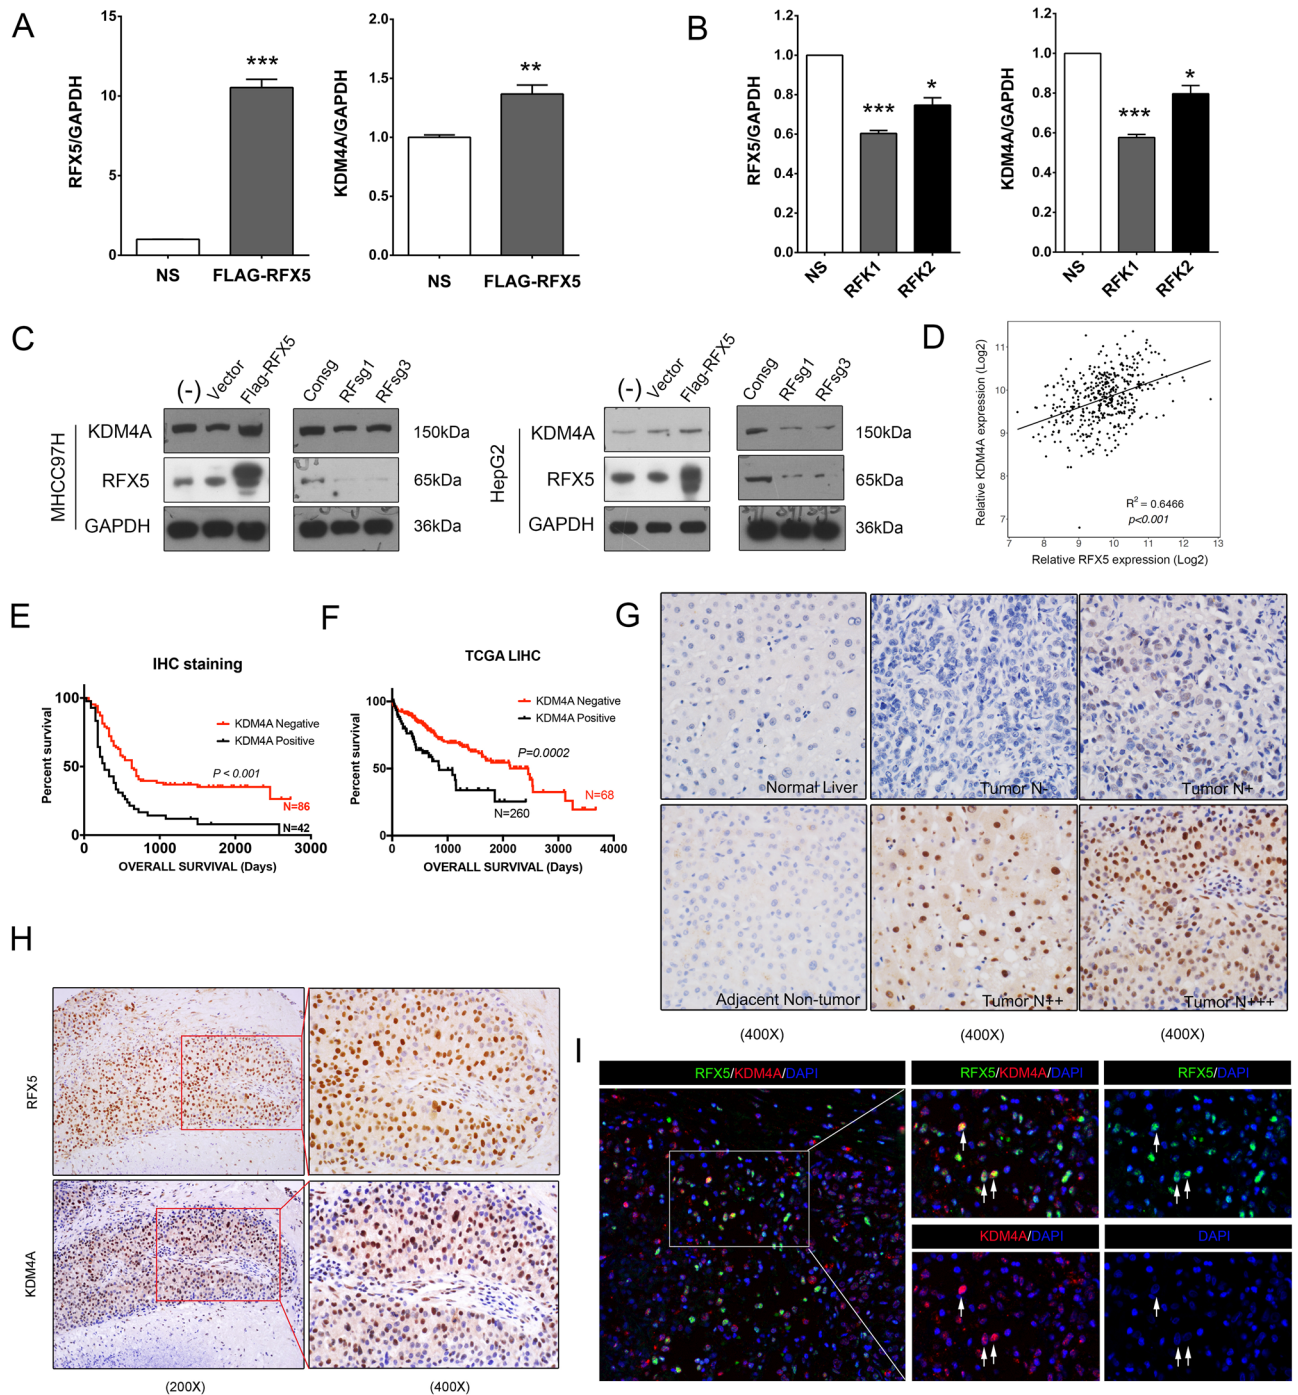 A
RFX5/GAPDH
15
10
5
0
***
NS
FLAG-RFX5
KDM4A/GAPDH
2.0
1.5
1.0
0.5
0.0
**
NS
FLAG-RFX5
B
RFX5/GAPDH
1.2
1.0
0.8
0.6
0.4
0.2
0.0
***
*
NS
RFK1
RFK2
KDM4A/GAPDH
1.2
1.0
0.8
0.6
0.4
0.2
0.0
***
*
NS
RFK1
RFK2
C
MHCC97H
(-)
Vector
Flag-RFX5
Consg
RFsg1
RFsg3
KDM4A
150kDa
RFX5
65kDa
GAPDH
36kDa
HepG2
(-)
Vector
Flag-RFX5
Consg
RFsg1
RFsg3
KDM4A
150kDa
RFX5
65kDa
GAPDH
36kDa
D
Relative KDM4A expression (Log2)
11
10
9
8
7
R² = 0.6466
p<0.001
7 8 9 10 11 12 13
Relative RFX5 expression (Log2)
E
IHC staining
Percent survival
100
50
0
KDM4A Negative
KDM4A Positive
P < 0.001
N=86
N=42
0 1000 2000 3000
OVERALL SURVIVAL (Days)
F
TCGA LIHC
Percent survival
100
50
0
KDM4A Negative
KDM4A Positive
P=0.0002
N=68
N=260
0 1000 2000 3000 4000
OVERALL SURVIVAL (Days)
G
Normal Liver
Tumor N-
Tumor N+
Adjacent Non-tumor
Tumor N++
Tumor N+++
(400X)
(400X)
(400X)
H
RFX5
KDM4A
(200X)
(400X)
I
RFX5/KDM4A/DAPI
RFX5/KDM4A/DAPI
RFX5/DAPI
KDM4A/DAPI
DAPI